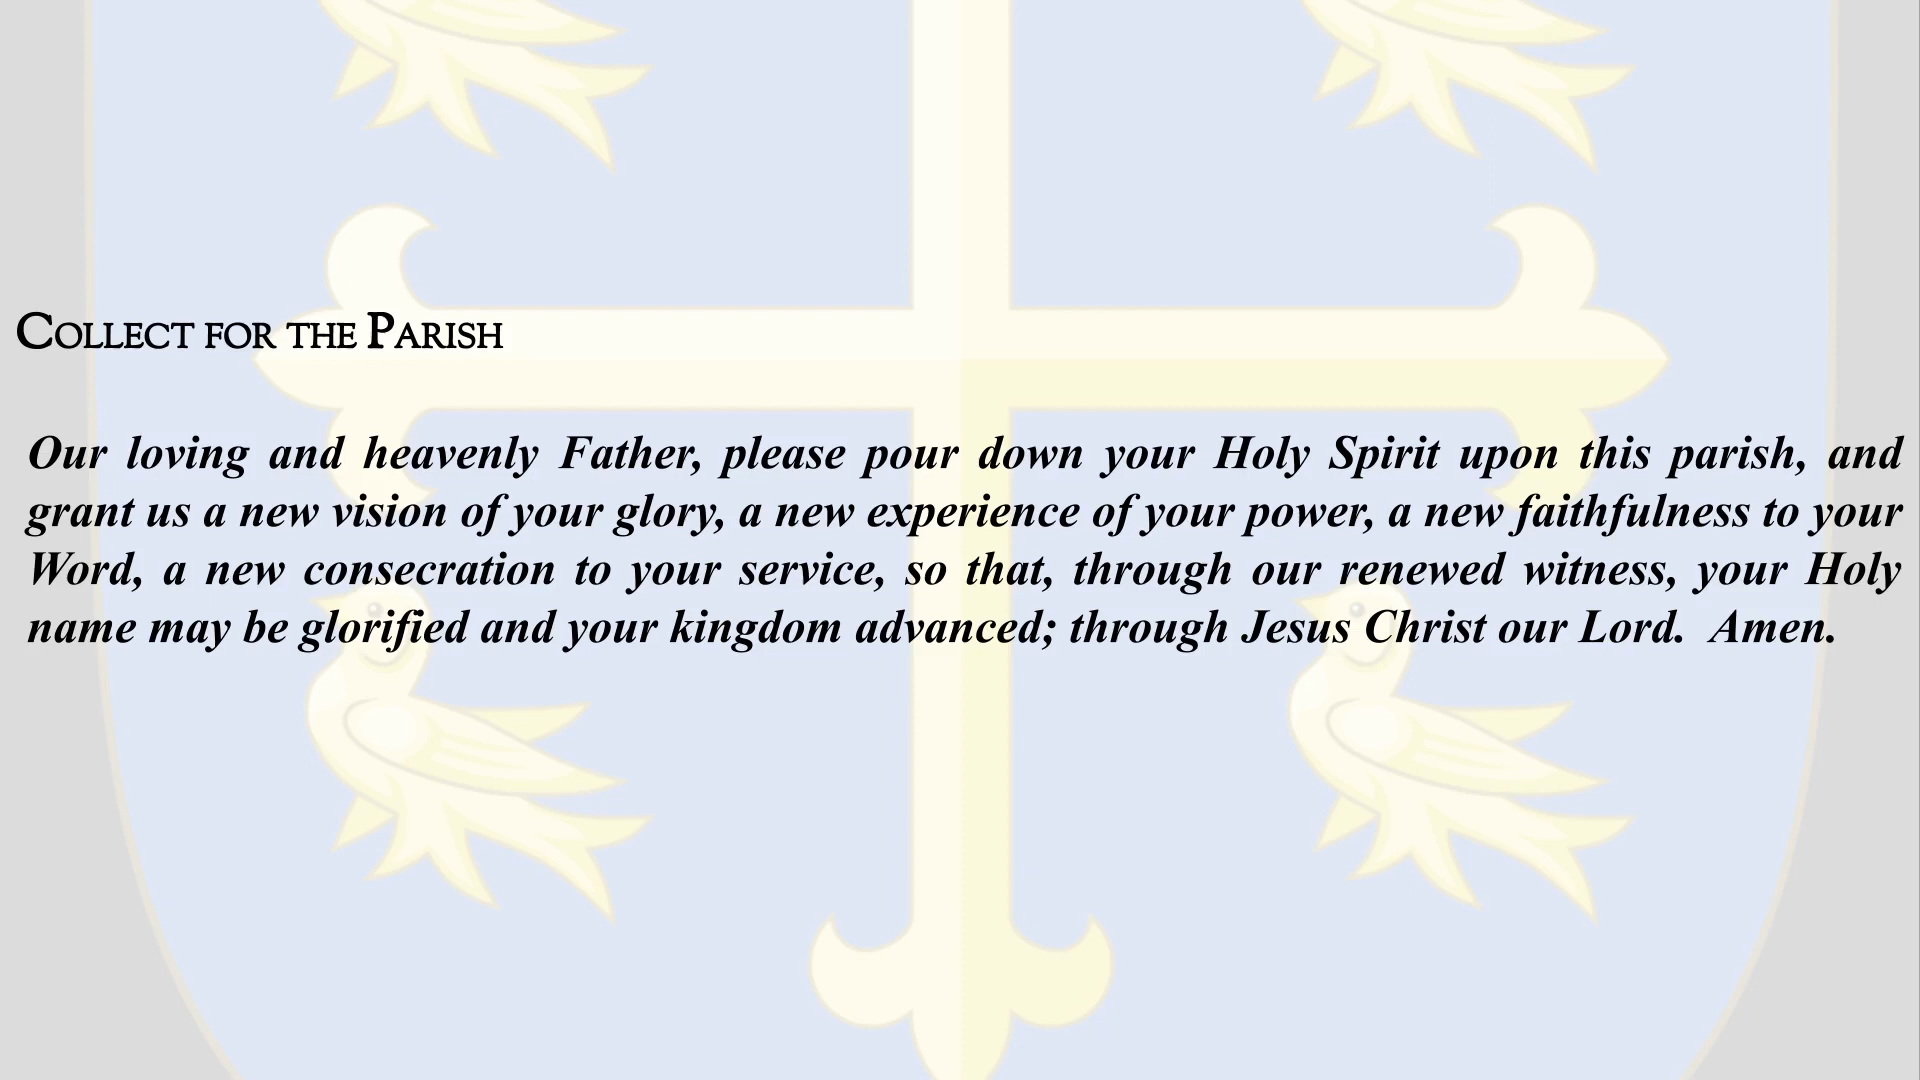 Collect for the Parish
Our loving and heavenly Father, please pour down your Holy Spirit upon this parish, and
grant us a new vision of your glory, a new experience of your power, a new faithfulness to your
Word, a new consecration to your service, so that, through our renewed witness, your Holy
name may be glorified and your kingdom advanced; through Jesus Christ our Lord.  Amen.